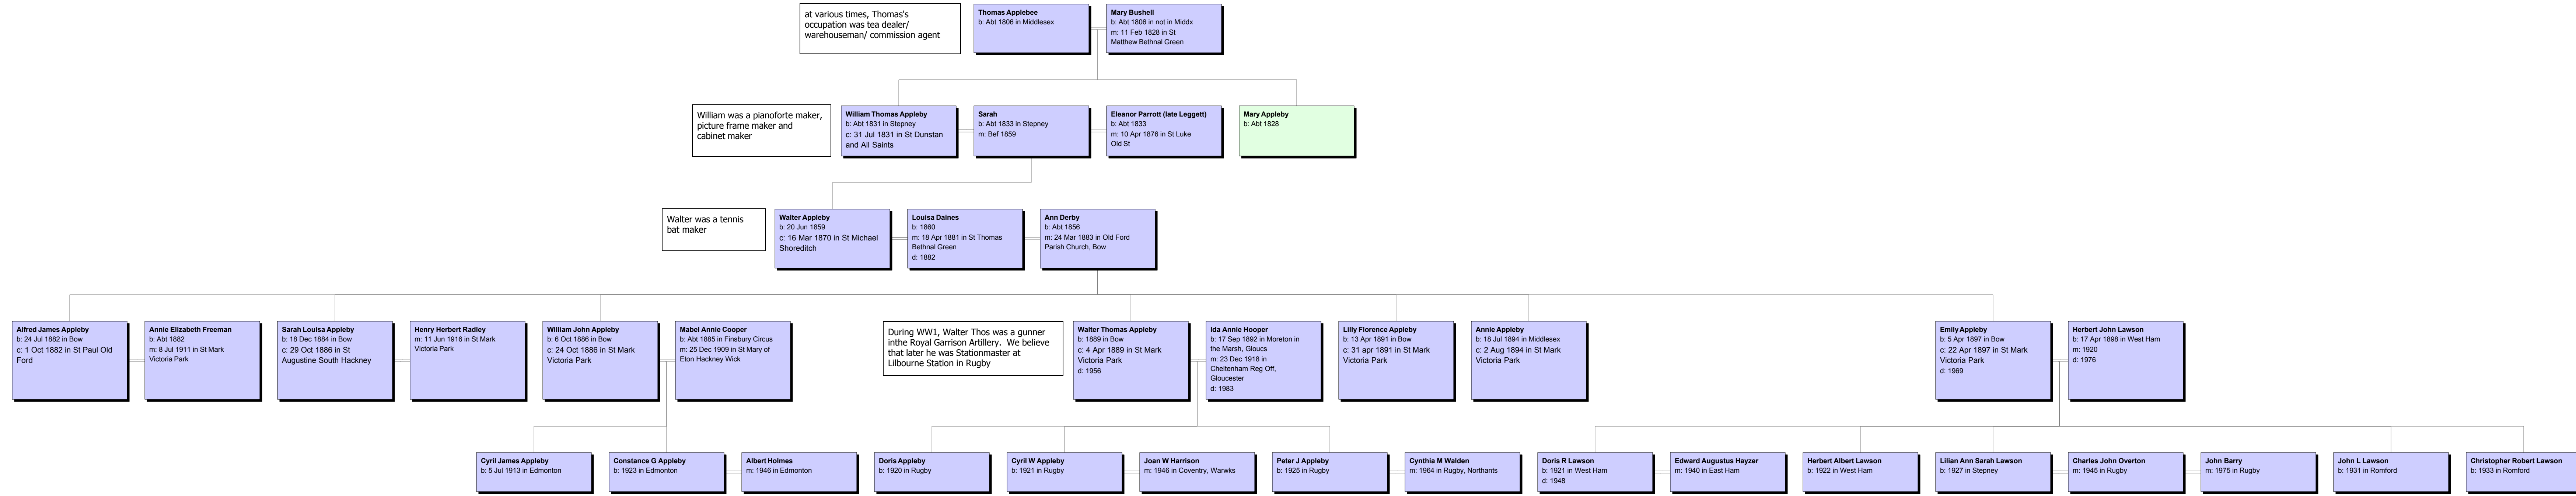 at various times, Thomas's
occupation was tea dealer/
warehouseman/ commission agent
Thomas Applebee
b: Abt 1806 in Middlesex
Mary Bushell
b: Abt 1806 in not in Middx
m: 11 Feb 1828 in St
Matthew Bethnal Green
William was a pianoforte maker,
picture frame maker and
cabinet maker
William Thomas Appleby
b: Abt 1831 in Stepney
c: 31 Jul 1831 in St Dunstan
and All Saints
Sarah
b: Abt 1833 in Stepney
m: Bef 1859
Eleanor Parrott (late Leggett)
b: Abt 1833
m: 10 Apr 1876 in St Luke
Old St
Mary Appleby
b: Abt 1828
Walter was a tennis
bat maker
Walter Appleby
b: 20 Jun 1859
c: 16 Mar 1870 in St Michael
Shoreditch
Louisa Daines
b: 1860
m: 18 Apr 1881 in St Thomas
Bethnal Green
d: 1882
Ann Derby
b: Abt 1856
m: 24 Mar 1883 in Old Ford
Parish Church, Bow
Alfred James Appleby
b: 24 Jul 1882 in Bow
c: 1 Oct 1882 in St Paul Old
Ford
Annie Elizabeth Freeman
b: Abt 1882
m: 8 Jul 1911 in St Mark
Victoria Park
Sarah Louisa Appleby
b: 18 Dec 1884 in Bow
c: 29 Oct 1886 in St
Augustine South Hackney
Henry Herbert Radley
m: 11 Jun 1916 in St Mark
Victoria Park
William John Appleby
b: 6 Oct 1886 in Bow
c: 24 Oct 1886 in St Mark
Victoria Park
Mabel Annie Cooper
b: Abt 1885 in Finsbury Circus
m: 25 Dec 1909 in St Mary of
Eton Hackney Wick
During WW1, Walter Thos was a gunner
inthe Royal Garrison Artillery.  We believe
that later he was Stationmaster at
Lilbourne Station in Rugby
Walter Thomas Appleby
b: 1889 in Bow
c: 4 Apr 1889 in St Mark
Victoria Park
d: 1956
Ida Annie Hooper
b: 17 Sep 1892 in Moreton in
the Marsh, Gloucs
m: 23 Dec 1918 in
Cheltenham Reg Off,
Gloucester
d: 1983
Lilly Florence Appleby
b: 13 Apr 1891 in Bow
c: 31 apr 1891 in St Mark
Victoria Park
Annie Appleby
b: 18 Jul 1894 in Middlesex
c: 2 Aug 1894 in St Mark
Victoria Park
Emily Appleby
b: 5 Apr 1897 in Bow
c: 22 Apr 1897 in St Mark
Victoria Park
d: 1969
Herbert John Lawson
b: 17 Apr 1898 in West Ham
m: 1920
d: 1976
Cyril James Appleby
b: 5 Jul 1913 in Edmonton
Constance G Appleby
b: 1923 in Edmonton
Albert Holmes
m: 1946 in Edmonton
Doris Appleby
b: 1920 in Rugby
Cyril W Appleby
b: 1921 in Rugby
Joan W Harrison
m: 1946 in Coventry, Warwks
Peter J Appleby
b: 1925 in Rugby
Cynthia M Walden
m: 1964 in Rugby, Northants
Doris R Lawson
b: 1921 in West Ham
d: 1948
Edward Augustus Hayzer
m: 1940 in East Ham
Herbert Albert Lawson
b: 1922 in West Ham
Lilian Ann Sarah Lawson
b: 1927 in Stepney
Charles John Overton
m: 1945 in Rugby
John Barry
m: 1975 in Rugby
John L Lawson
b: 1931 in Romford
Christopher Robert Lawson
b: 1933 in Romford